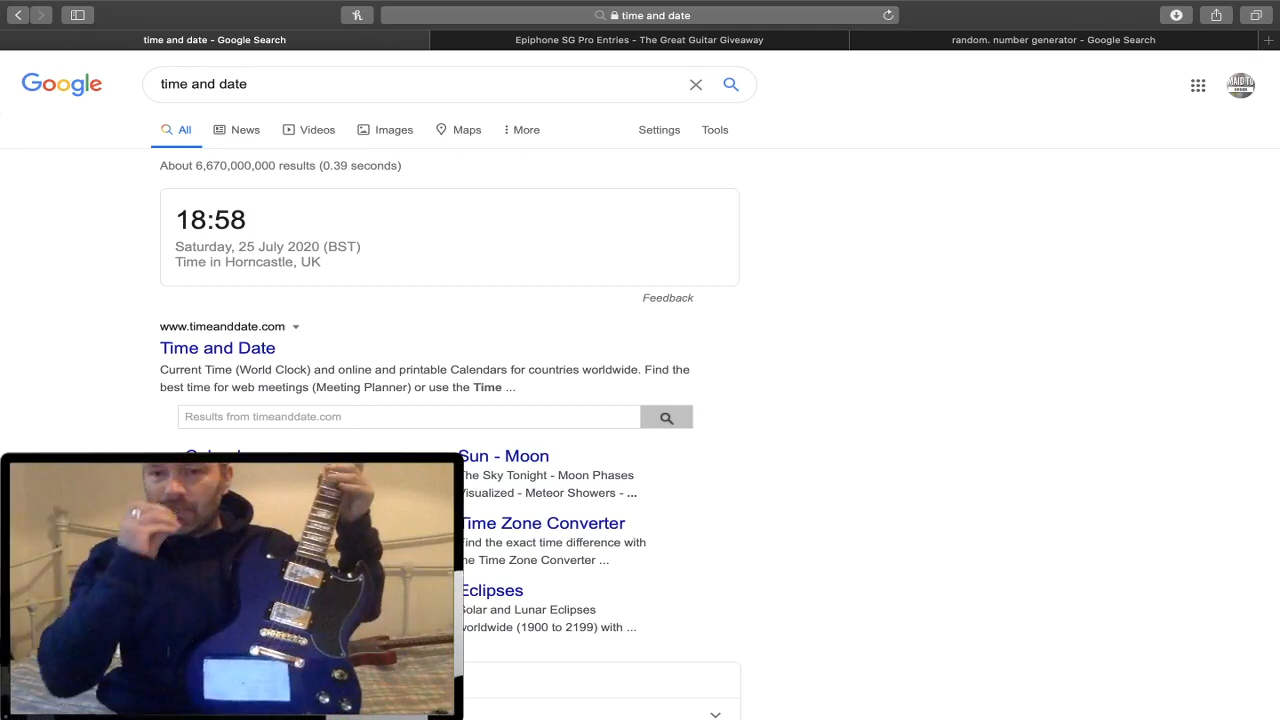 time and date
time and date - Google Search
Epiphone SG Pro Entries - The Great Guitar Giveaway
random. number generator - Google Search
Google
time and date
All
News
Videos
Images
Maps
More
Settings
Tools
About 6,670,000,000 results (0.39 seconds)
18:58
Saturday, 25 July 2020 (BST)
Time in Horncastle, UK
Feedback
www.timeanddate.com
Time and Date
Current Time (World Clock) and online and printable Calendars for countries worldwide. Find the
best time for web meetings (Meeting Planner) or use the Time ...
Results from timeanddate.com
Sun - Moon
The Sky Tonight - Moon Phases
Visualized - Meteor Showers - ...
Time Zone Converter
Find the exact time difference with
the Time Zone Converter ...
Eclipses
Solar and Lunar Eclipses
worldwide (1900 to 2199) with ...